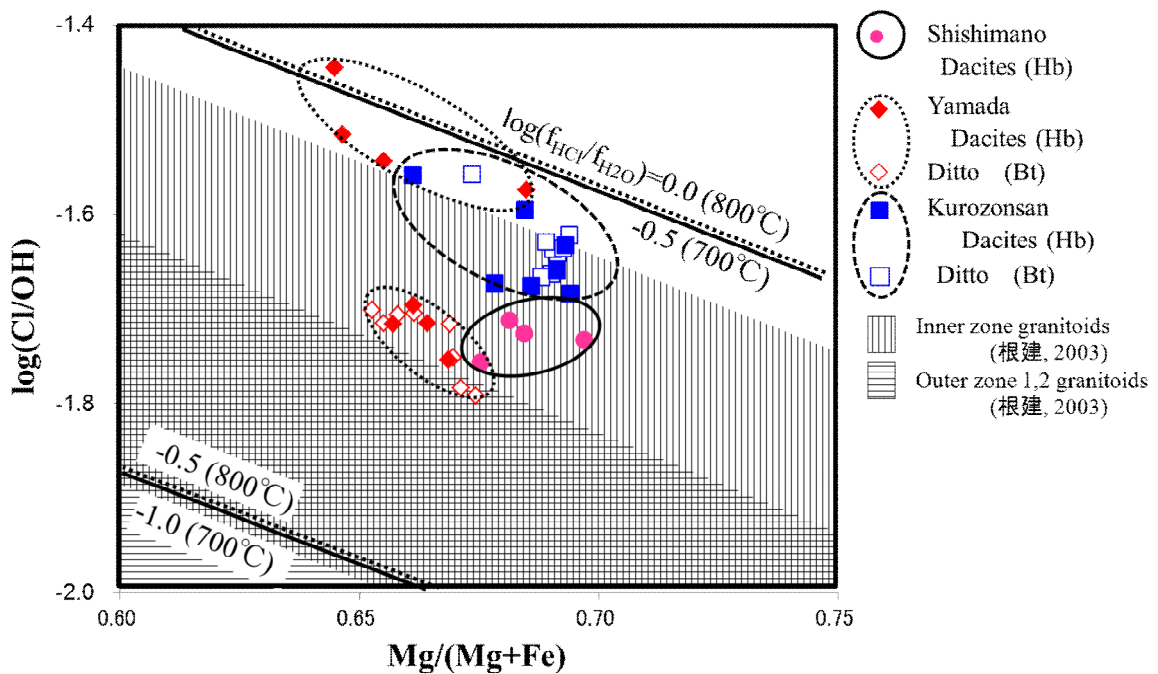 -1.4
-1.6
-1.8
-2.0
0.60
0.65
0.70
0.75
log(Cl/OH)
Mg/(Mg+Fe)
log(fHCl/fH2O)=0.0 (800℃)
-0.5 (700℃)
-0.5 (800℃)
-1.0 (700℃)
Shishimano
Dacites (Hb)
Yamada
Dacites (Hb)
Ditto (Bt)
Kurozonsan
Dacites (Hb)
Ditto (Bt)
Inner zone granitoids
(根建, 2003)
Outer zone 1,2 granitoids
(根建, 2003)